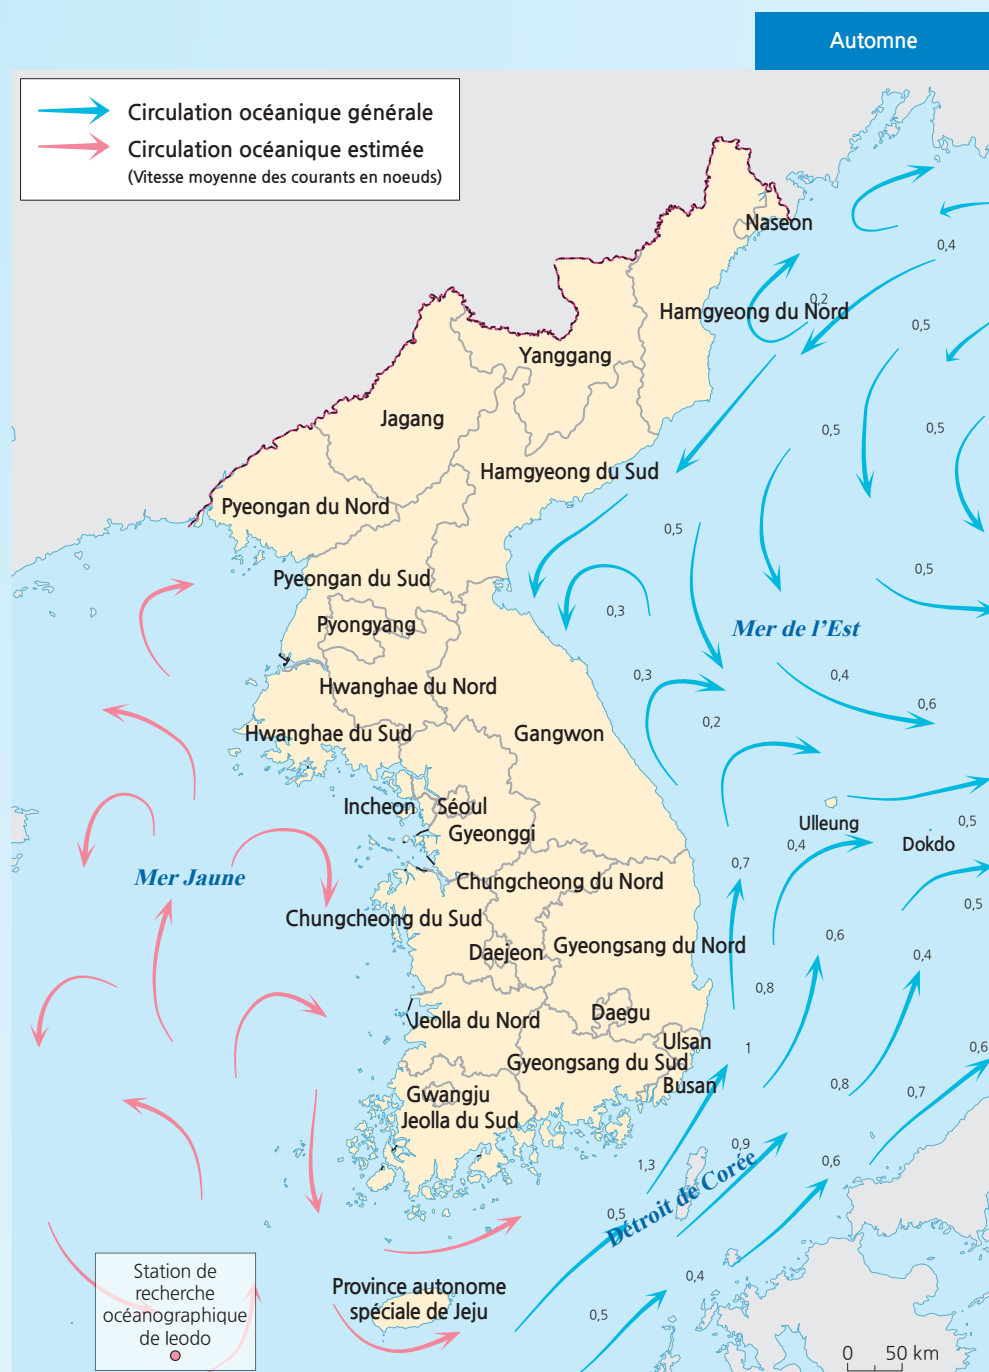 Automne
Circulation océanique générale
Circulation océanique estimée
(Vitesse moyenne des courants en noeuds)
Naseon
0,4
0,2
Hamgyeong du Nord
0,5
Yanggang
Jagang
0,5
0,5
Hamgyeong du Sud
Pyeongan du Nord
0,5
Pyeongan du Sud
0,5
0,3
Pyongyang
Mer de l'Est
0,3
0,4
Hwanghae du Nord
0,6
0,2
Hwanghae du Sud
Gangwon
Incheon
Séoul
Gyeonggi
Ulleung
0,5
0,4
Dokdo
0,7
Mer Jaune
Chungcheong du Nord
0,5
Chungcheong du Sud
0,6
Daejeon
Gyeongsang du Nord
0,4
0,8
Jeolla du Nord
Daegu
Ulsan
1
0,6
Gyeongsang du Sud
Busan
0,8
0,7
Gwangju
Jeolla du Sud
0,9
1,3
0,6
Détroit de Corée
0,5
0,4
Station de
recherche
océanographique
de Ieodo
Province autonome
spéciale de Jeju
0,5
0 50 km